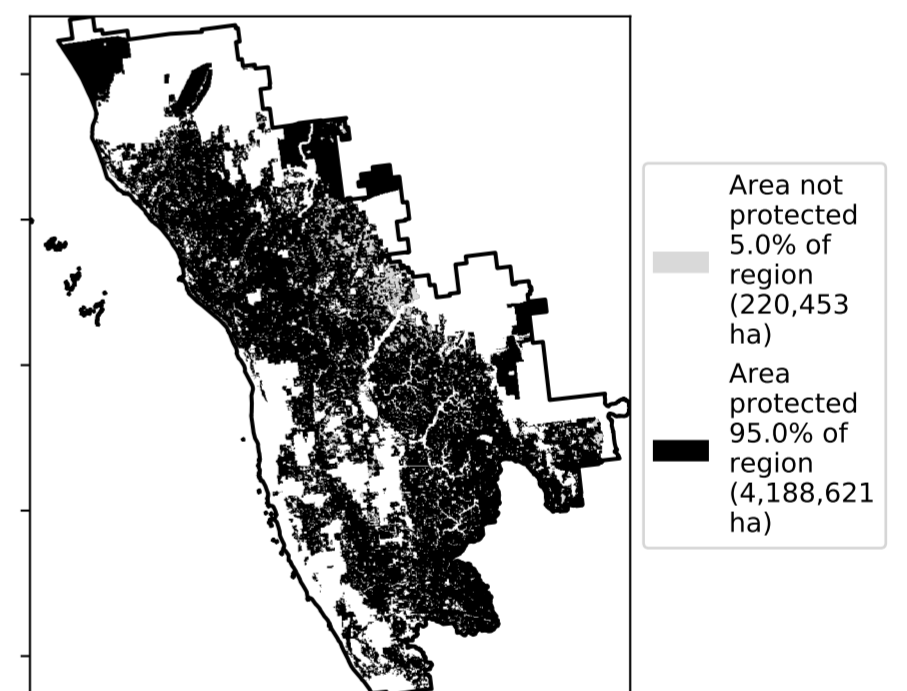 Area not
protected
5.0% of
region
(220,453
ha)
Area
protected
95.0% of
region
(4,188,621
ha)